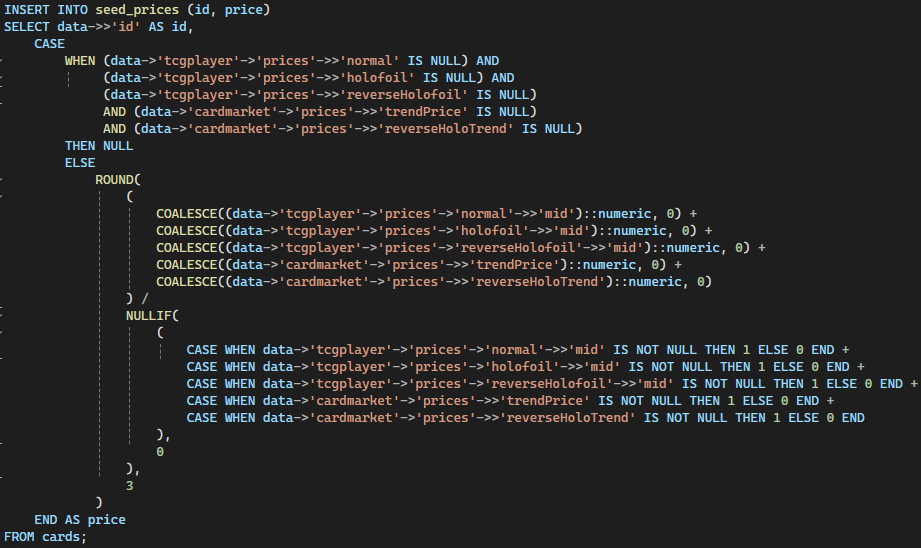 INSERT INTO seed_prices (id, price)
SELECT data->>'id' AS id,
    CASE
        WHEN (data->'tcgplayer'->'prices'->>'normal' IS NULL) AND
             (data->'tcgplayer'->'prices'->>'holofoil' IS NULL) AND
             (data->'tcgplayer'->'prices'->>'reverseHolofoil' IS NULL)
             AND (data->'cardmarket'->'prices'->>'trendPrice' IS NULL)
             AND (data->'cardmarket'->'prices'->>'reverseHoloTrend' IS NULL)
        THEN NULL
        ELSE
            ROUND(
                (
                    COALESCE((data->'tcgplayer'->'prices'->'normal'->>'mid')::numeric, 0) +
                    COALESCE((data->'tcgplayer'->'prices'->'holofoil'->>'mid')::numeric, 0) +
                    COALESCE((data->'tcgplayer'->'prices'->'reverseHolofoil'->>'mid')::numeric, 0) +
                    COALESCE((data->'cardmarket'->'prices'->>'trendPrice')::numeric, 0) +
                    COALESCE((data->'cardmarket'->'prices'->>'reverseHoloTrend')::numeric, 0)
                ) /
                NULLIF(
                    (
                        CASE WHEN data->'tcgplayer'->'prices'->'normal'->>'mid' IS NOT NULL THEN 1 ELSE 0 END +
                        CASE WHEN data->'tcgplayer'->'prices'->'holofoil'->>'mid' IS NOT NULL THEN 1 ELSE 0 END +
                        CASE WHEN data->'tcgplayer'->'prices'->'reverseHolofoil'->>'mid' IS NOT NULL THEN 1 ELSE 0 END +
                        CASE WHEN data->'cardmarket'->'prices'->>'trendPrice' IS NOT NULL THEN 1 ELSE 0 END +
                        CASE WHEN data->'cardmarket'->'prices'->>'reverseHoloTrend' IS NOT NULL THEN 1 ELSE 0 END
                    ),
                    0
                ),
                3
            )
    END AS price
FROM cards;